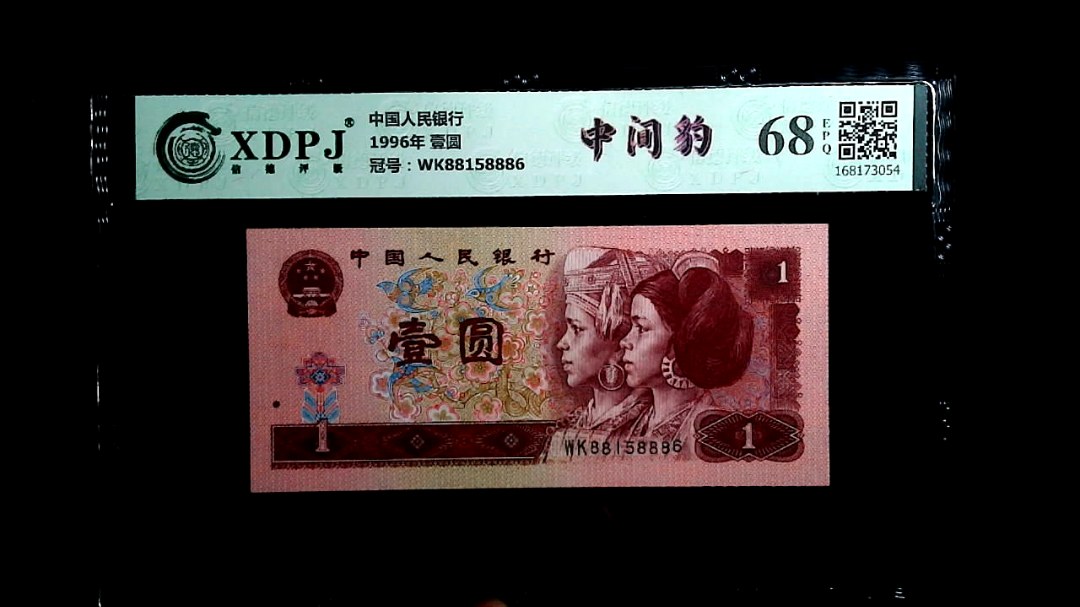 XDPJ®
信德评级
中国人民银行
1996年 壹圆
冠号：WK88158886
中间豹
68
EPQ
168173054
中国人民银行
1
壹圆
1
WK88158886
1